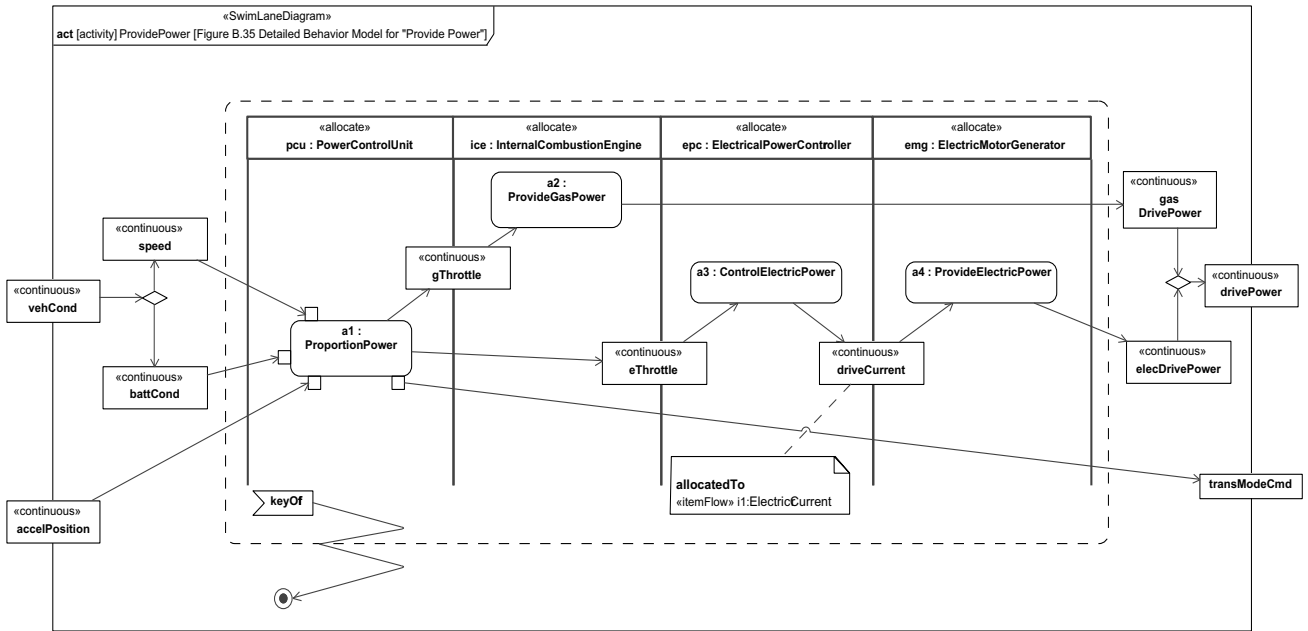 «SwimLaneDiagram»
act [activity] ProvidePower [Figure B.35 Detailed Behavior Model for "Provide Power"]
«allocate»
pcu : PowerControlUnit
«allocate»
ice : InternalCombustionEngine
«allocate»
epc : ElectricalPowerController
«allocate»
emg : ElectricMotorGenerator
a2 :
ProvideGasPower
«continuous»
gas
DrivePower
«continuous»
speed
«continuous»
gThrottle
a3 : ControlElectricPower
a4 : ProvideElectricPower
«continuous»
drivePower
«continuous»
vehCond
a1 :
ProportionPower
«continuous»
eThrottle
«continuous»
driveCurrent
«continuous»
elecDrivePower
«continuous»
battCond
allocatedTo
«itemFlow» i1:ElectricCurrent
transModeCmd
keyOf
«continuous»
accelPosition